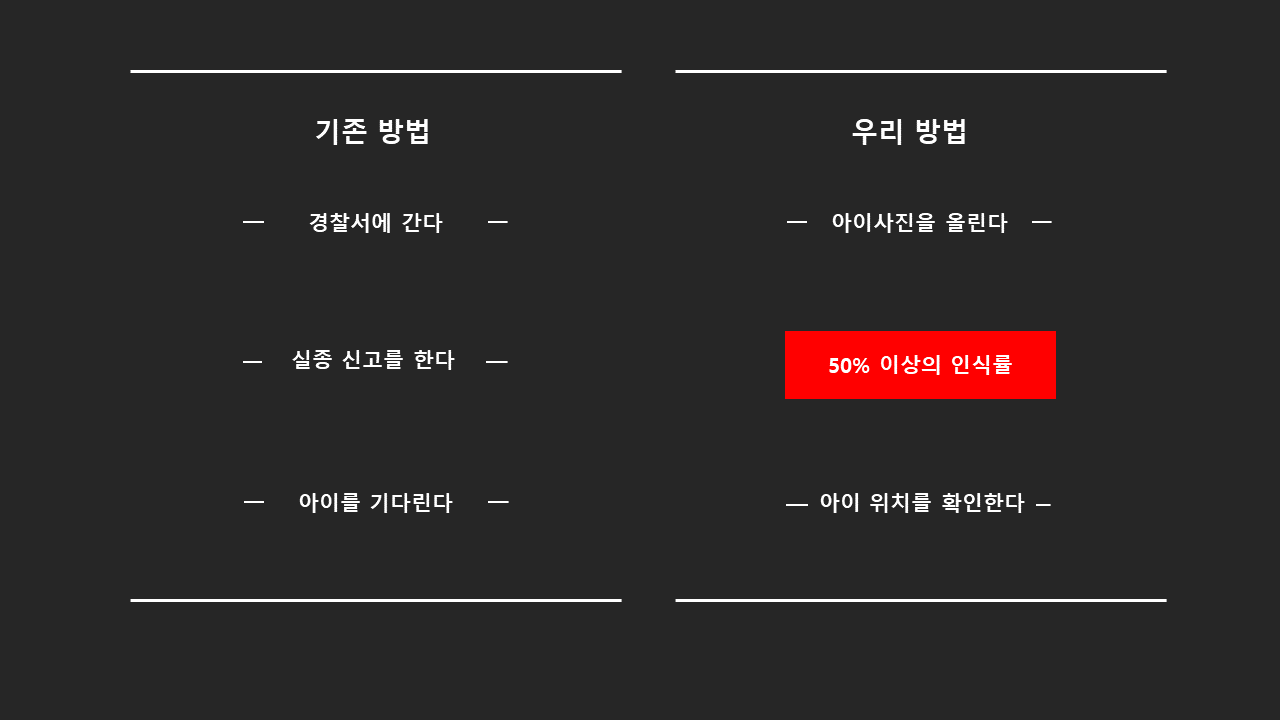 기존 방법
— 경찰서에 간다 —
— 실종 신고를 한다 —
— 아이를 기다린다 —
우리 방법
— 아이사진을 올린다 —
50% 이상의 인식률
— 아이 위치를 확인한다 —